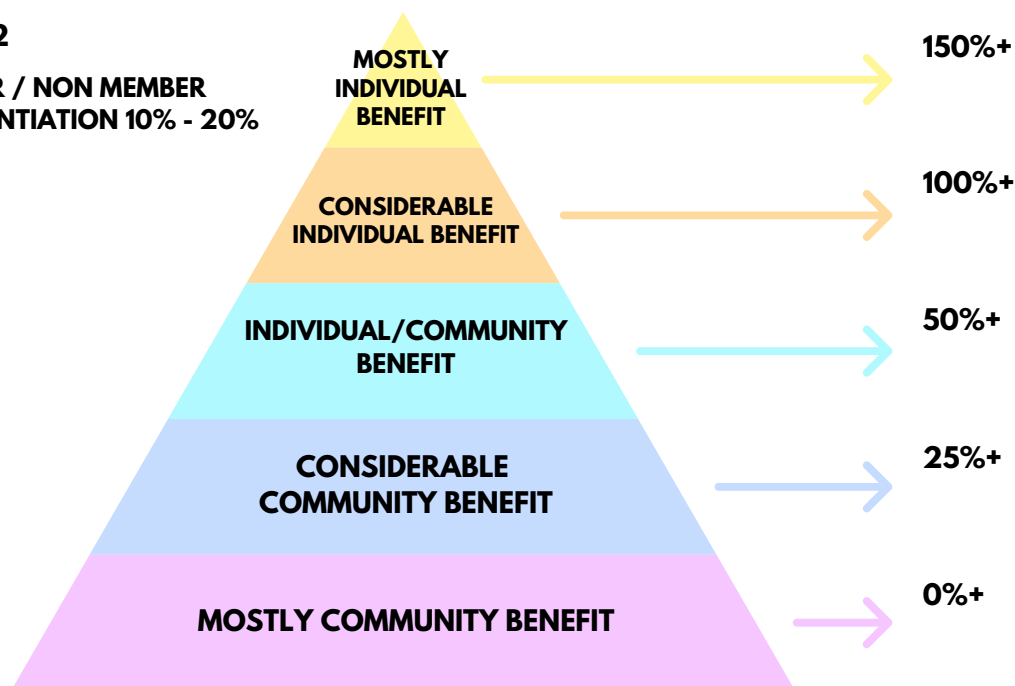 2
R / NON MEMBER
NTIATION 10% - 20%
MOSTLY
INDIVIDUAL
BENEFIT
150%+
CONSIDERABLE
INDIVIDUAL BENEFIT
100%+
INDIVIDUAL/COMMUNITY
BENEFIT
50%+
CONSIDERABLE
COMMUNITY BENEFIT
25%+
MOSTLY COMMUNITY BENEFIT
0%+